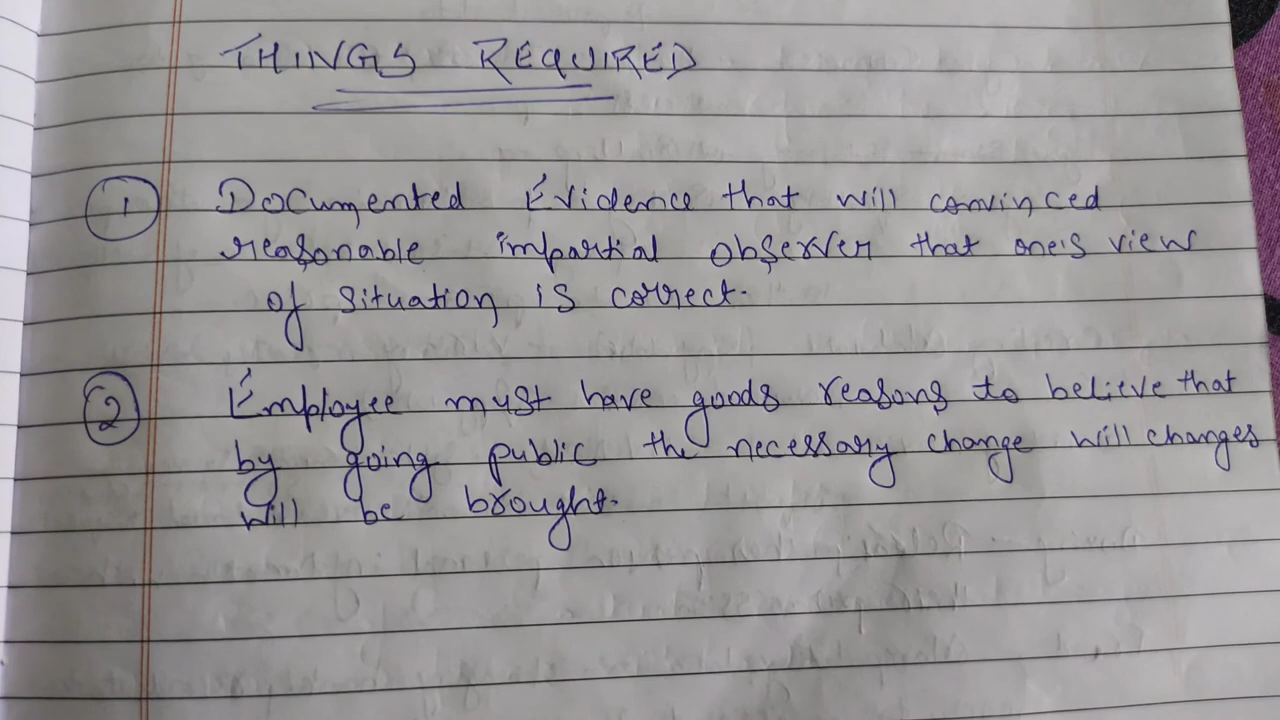 THINGS REQUIRED
1 Documented Evidence that will convinced
reasonable impartial observer that one's view
of situation is correct.
2 Employee must have goods reasons to believe that
by going public the necessary change will changes
will be brought.